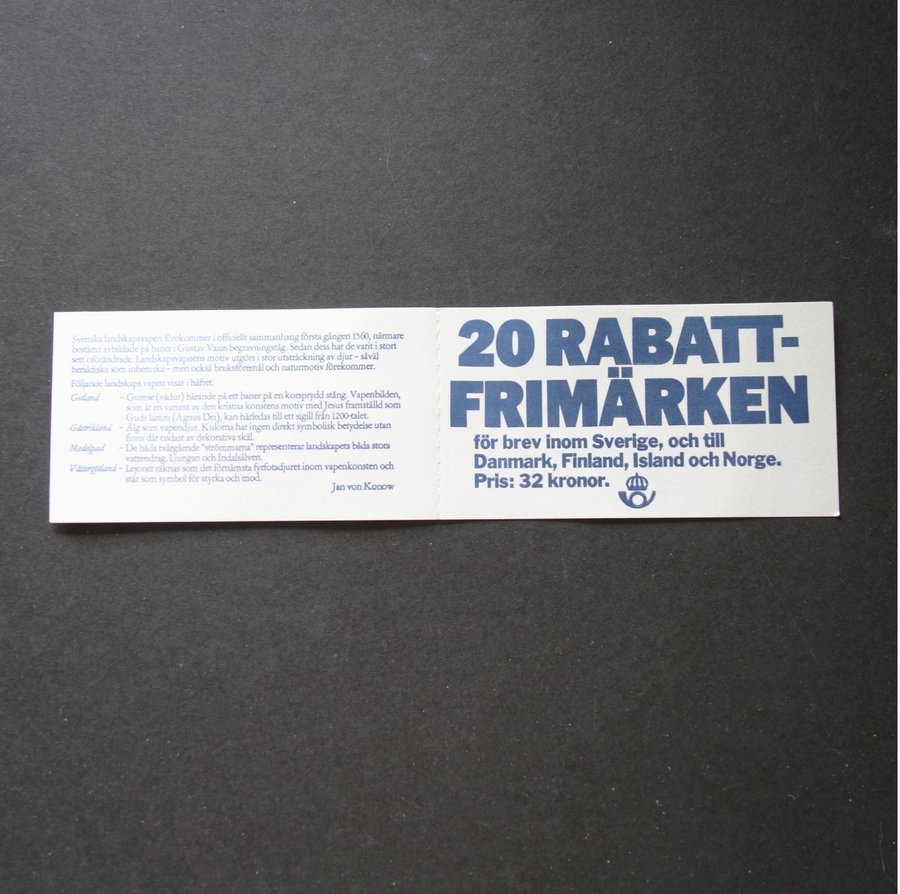 Svenska landskapsvapen förekommer i officiellt sammanhang första gången 1560, närmare
bestämt avbildade på baner i Gustav Vasas begravningståg. Sedan dess har de varit i stort
sett oförändrade. Landskapsvapnens motiv utgörs i stor utsträckning av djur – såväl
heraldiska som inhemska – men också bruksföremål och naturmotiv förekommer.
Följande landskaps vapen visat i häftet:
Gotland – Gumse (vädur) bärande på ett baner på en korsprydd stång. Vapenbilden,
som är en variant av den kristna konstens motiv med Jesus framställd som
Guds lamm (Agnus Dei), kan härledas till ett sigill från 1200-talet.
Gästrikland – Älg som vapendjur. Kulorna har ingen direkt symbolisk betydelse utan
finns där endast av dekorativa skäl.
Medelpad – De båda tvärgående "strömmarna" representerar landskapets båda stora
vattendrag, Ljungan och Indalsälven.
Västergötland – Lejonet räknas som det förnämsta fyrfotadjuret inom vapenkonsten och
står som symbol för styrka och mod.
Jan von Konow
20 RABATT-
FRIMÄRKEN
för brev inom Sverige, och till
Danmark, Finland, Island och Norge.
Pris: 32 kronor.